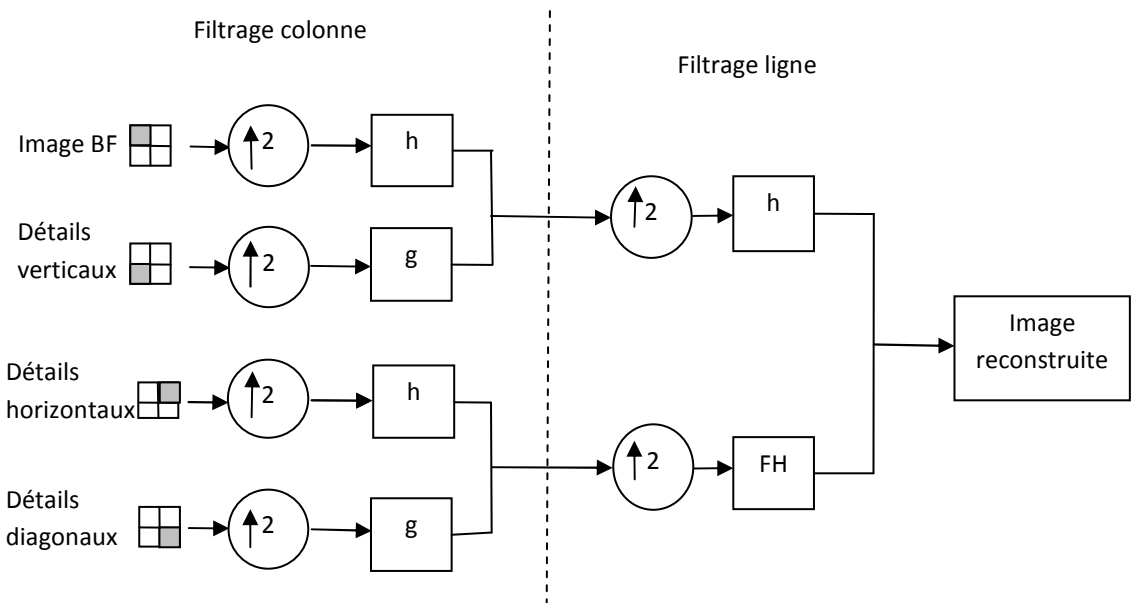 Filtrage colonne
Filtrage ligne
Image BF
2
h
Détails
verticaux
2
g
2
h
Détails
horizontaux
2
h
Détails
diagonaux
2
g
2
FH
Image
reconstruite